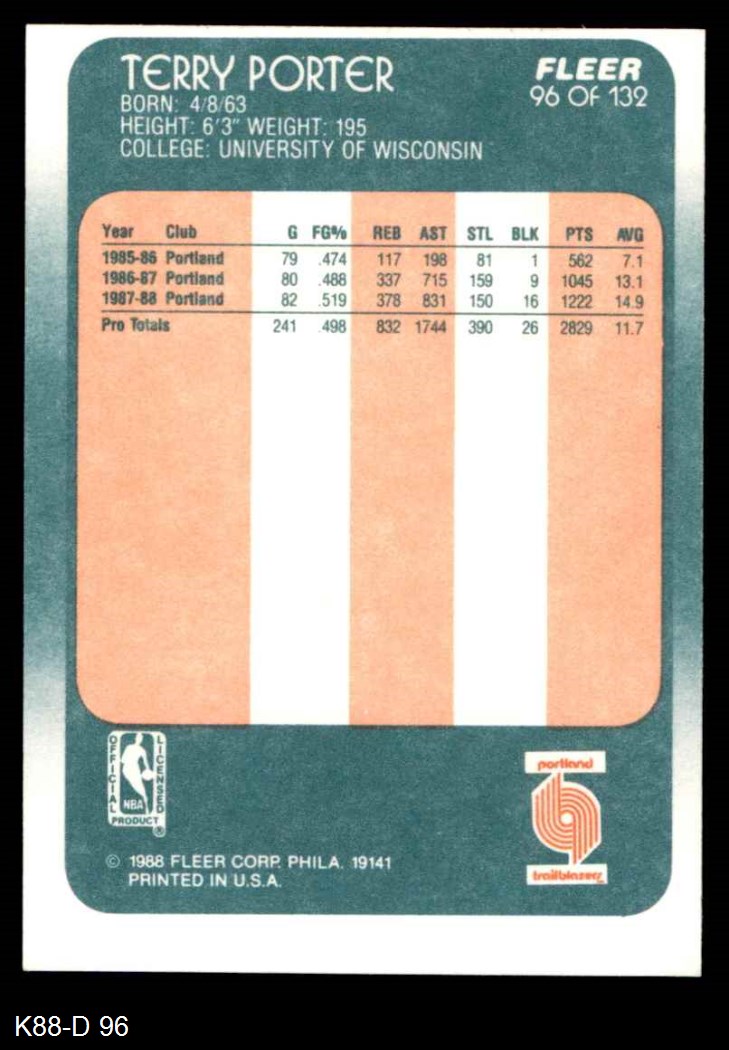 TERRY PORTER
FLEER
96 OF 132
BORN: 4/8/63
HEIGHT: 6'3" WEIGHT: 195
COLLEGE: UNIVERSITY OF WISCONSIN
Year Club G FG% REB AST STL BLK PTS AVG
1985-86 Portland 79 .474 117 198 81 1 562 7.1
1986-87 Portland 80 .488 337 715 159 9 1045 13.1
1987-88 Portland 82 .519 378 831 150 16 1222 14.9
Pro Totals 241 .498 832 1744 390 26 2829 11.7
OFFICIAL LICENSED
NBA
PRODUCT ®
portland
trailblazers
© 1988 FLEER CORP. PHILA. 19141
PRINTED IN U.S.A.
K88-D 96